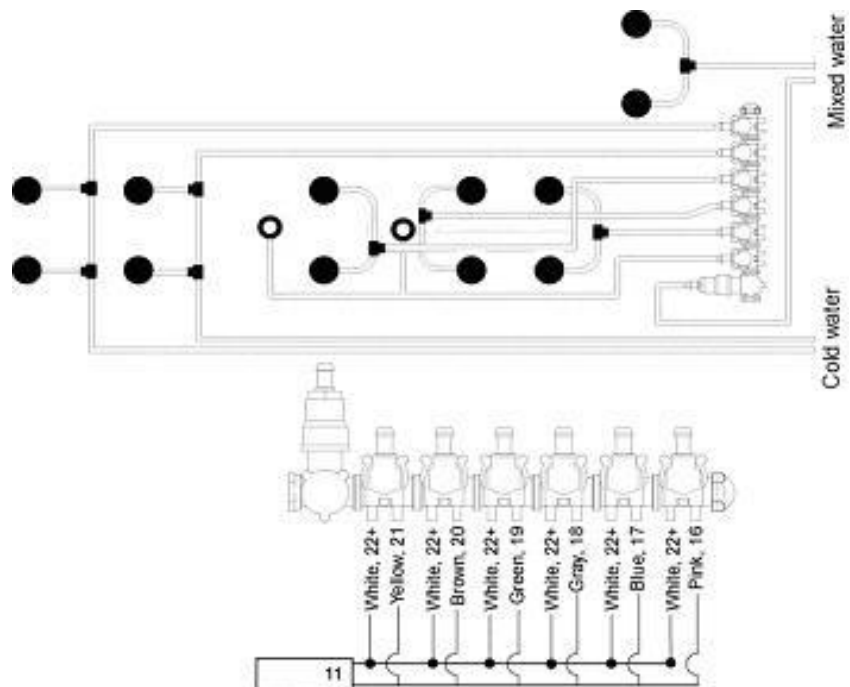 Mixed water
Cold water
White, 22+
Yellow, 21
White, 22+
Brown, 20
White, 22+
Green, 19
White, 22+
Gray, 18
White, 22+
Blue, 17
White, 22+
Pink, 16
11